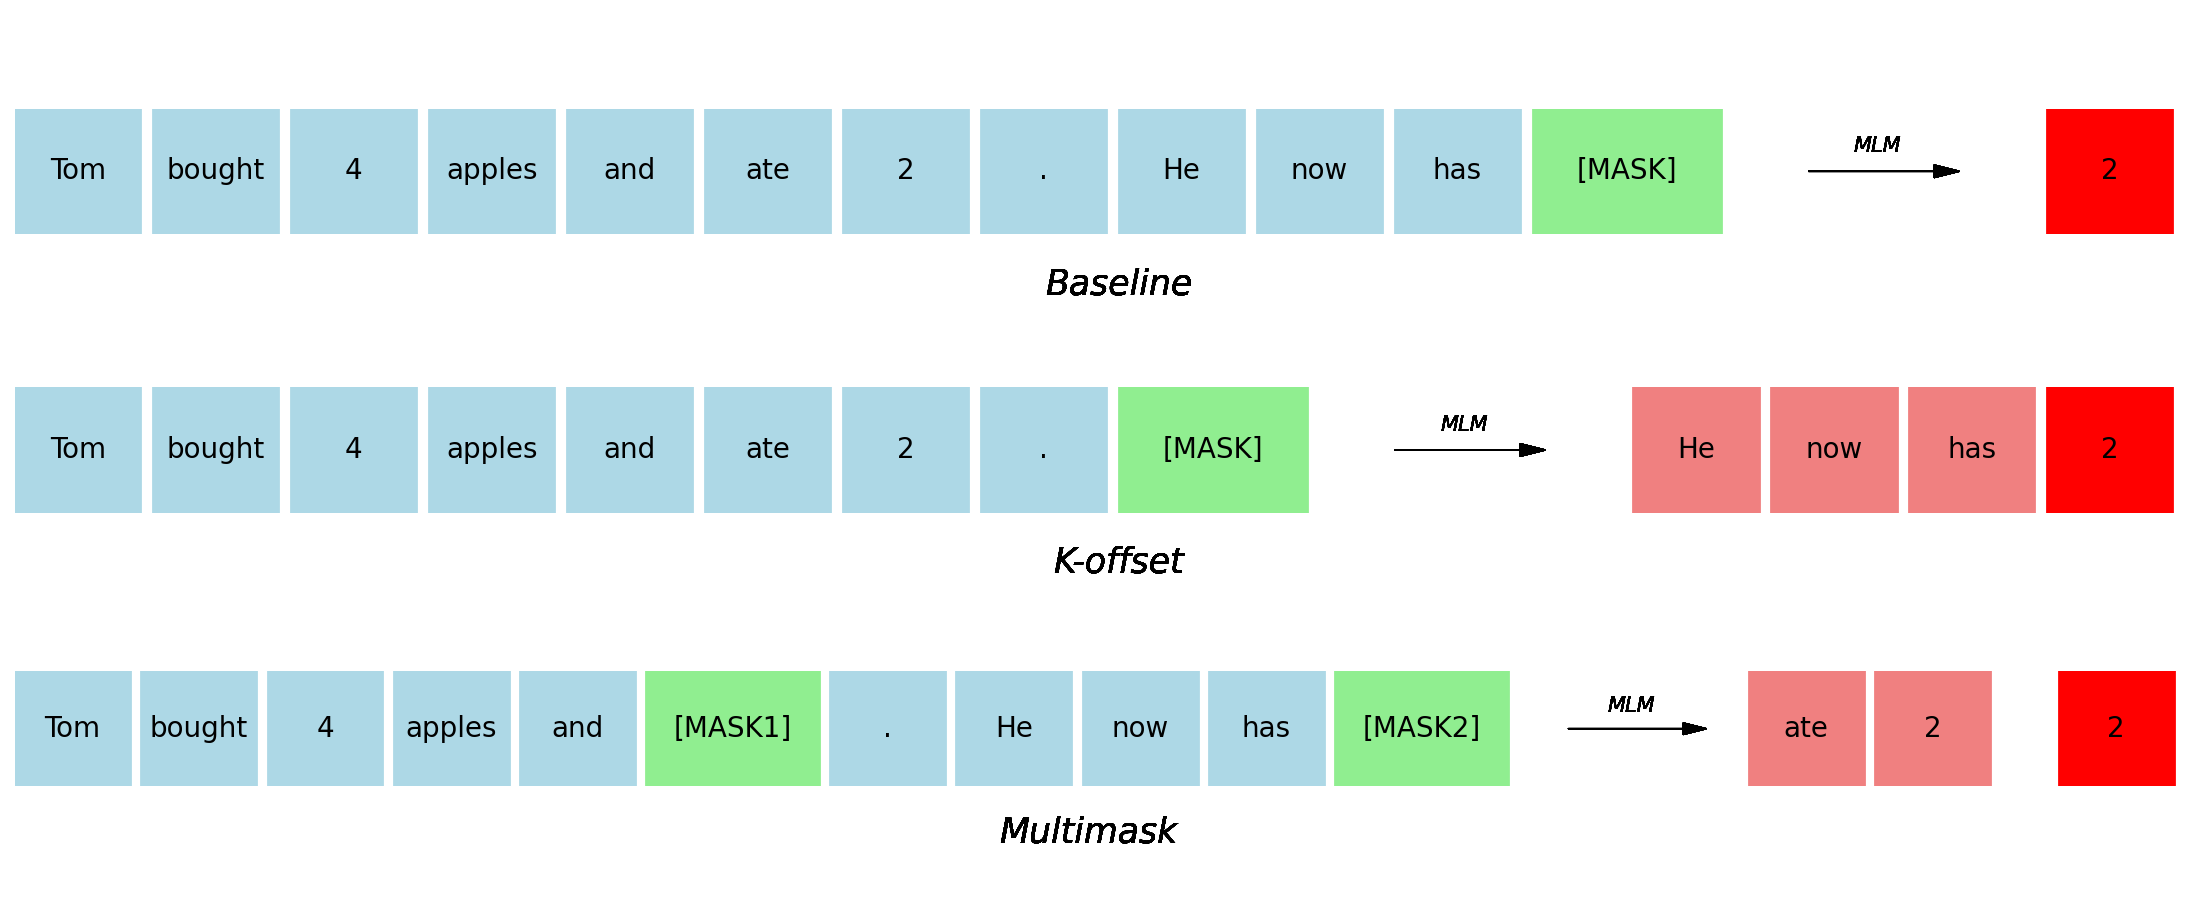 Tom bought 4 apples and ate 2 . He now has [MASK] MLM 2
Baseline
Tom bought 4 apples and ate 2 . [MASK] MLM He now has 2
K-offset
Tom bought 4 apples and [MASK1] . He now has [MASK2] MLM ate 2 2
Multimask